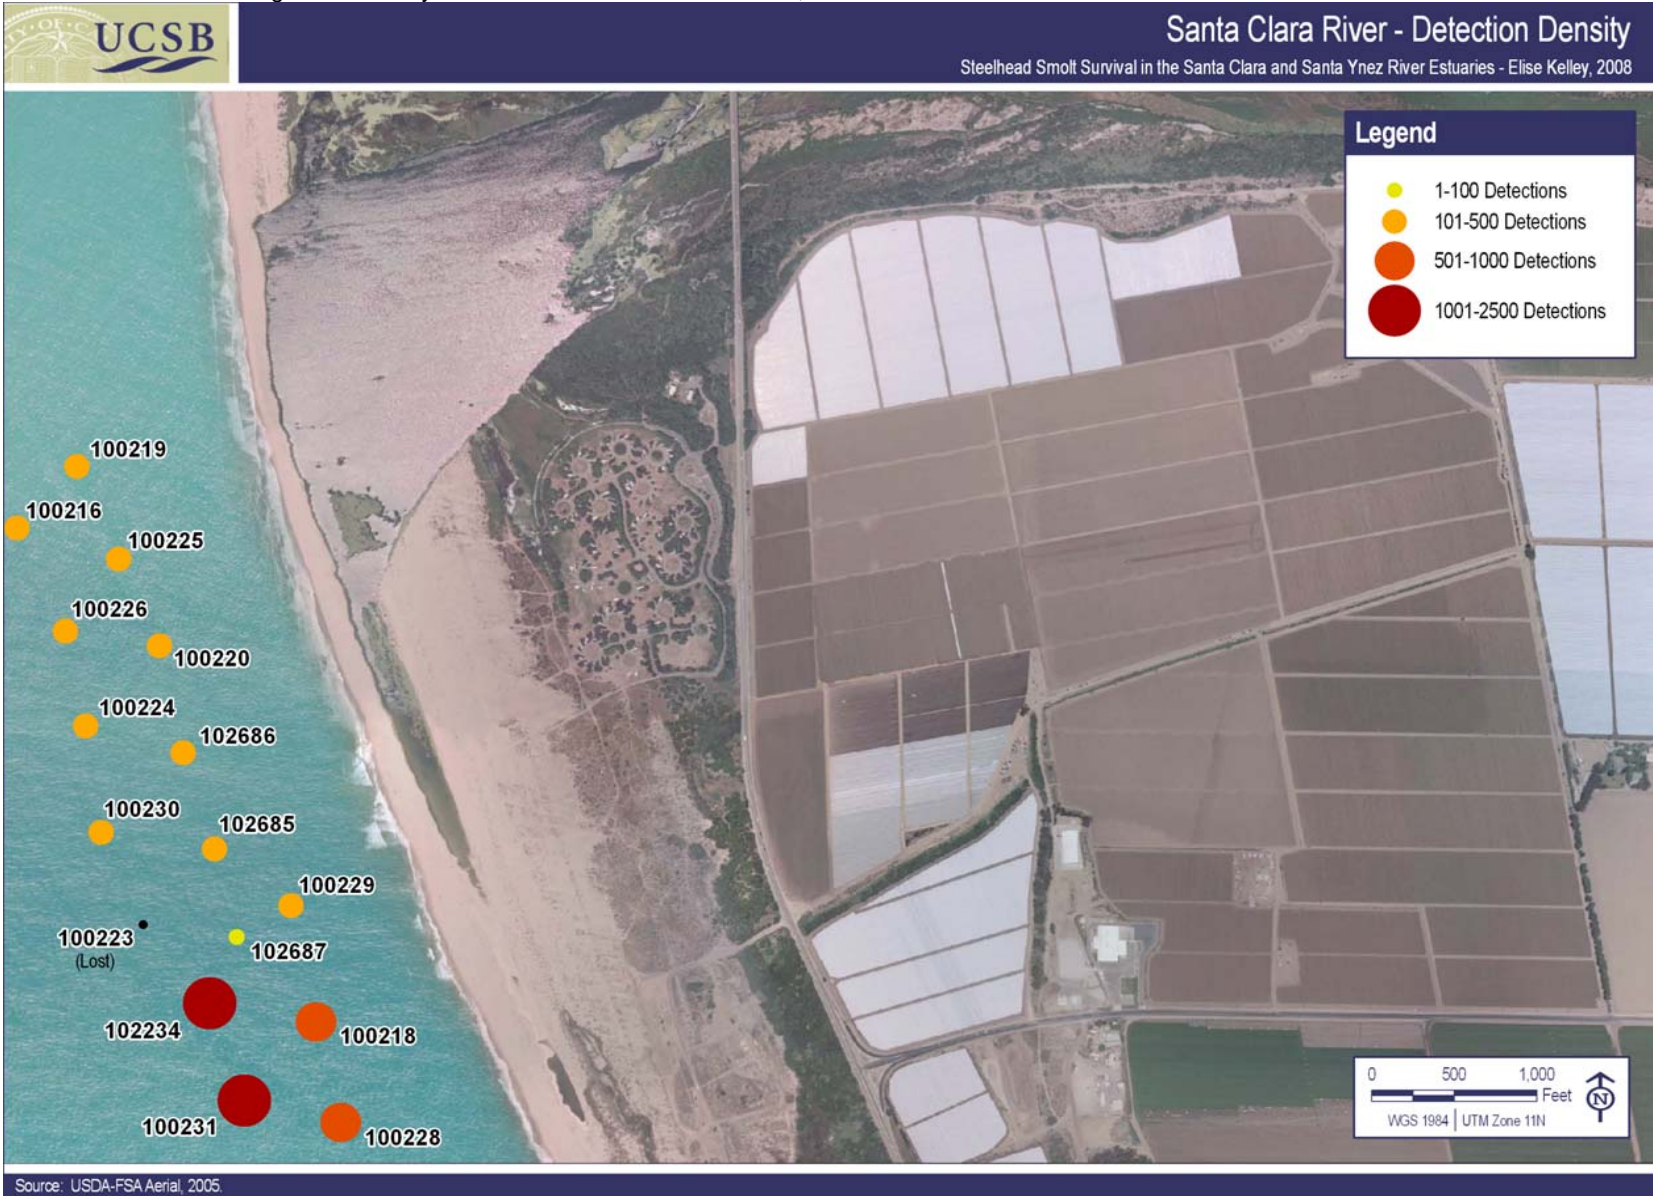 UCSB
Santa Clara River - Detection Density
Steelhead Smolt Survival in the Santa Clara and Santa Ynez River Estuaries - Elise Kelley, 2008
Legend
1-100 Detections
101-500 Detections
501-1000 Detections
1001-2500 Detections
100219
100216
100225
100226
100220
100224
102686
100230
102685
100229
100223
(Lost)
102687
102234
100218
100231
100228
0 500 1,000
Feet
WGS 1984 | UTM Zone 11N
N
Source: USDA-FSA Aerial, 2005.